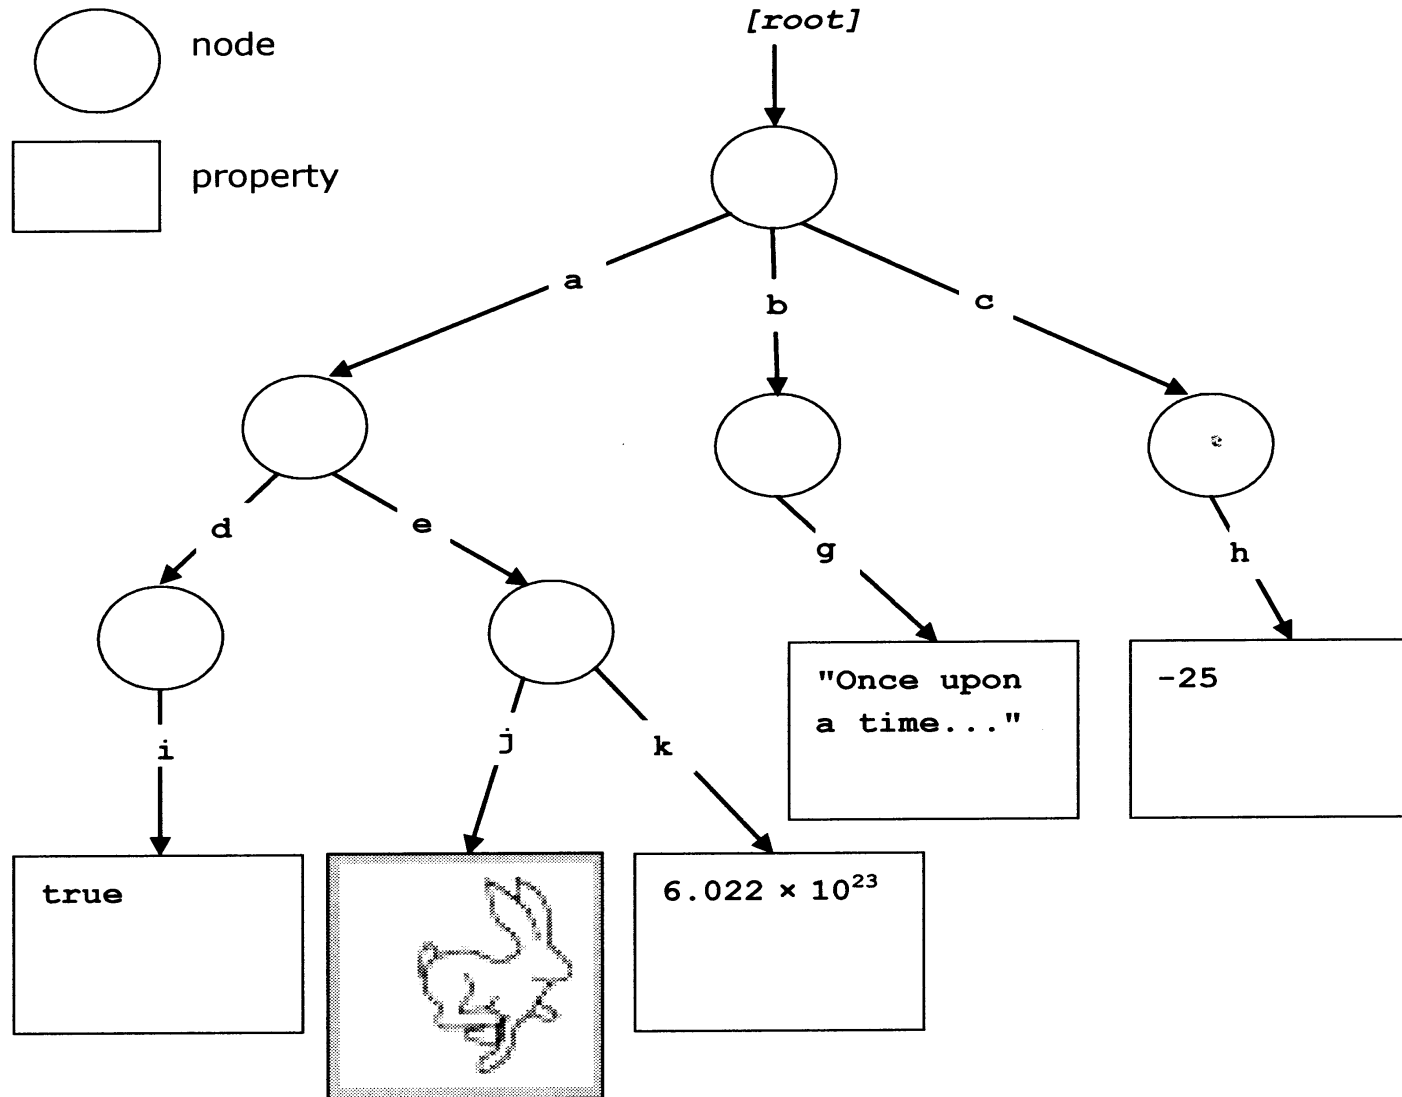 node
property
[root]
a
b
c
d
e
g
h
i
j
k
"Once upon
a time..."
-25
true
6.022 × 10²³